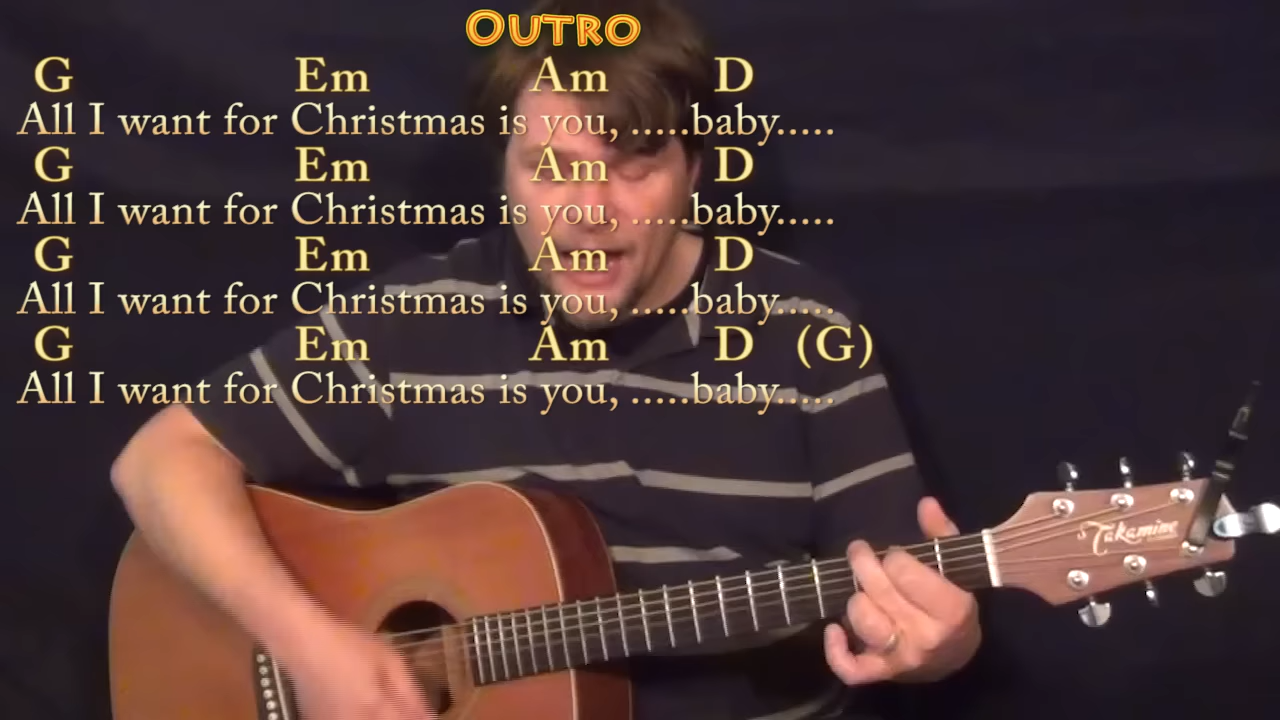 OUTRO
G Em Am D
All I want for Christmas is you, .....baby.....
G Em Am D
All I want for Christmas is you, .....baby.....
G Em Am D
All I want for Christmas is you, .....baby.....
G Em Am D (G)
All I want for Christmas is you, .....baby.....
Takamine